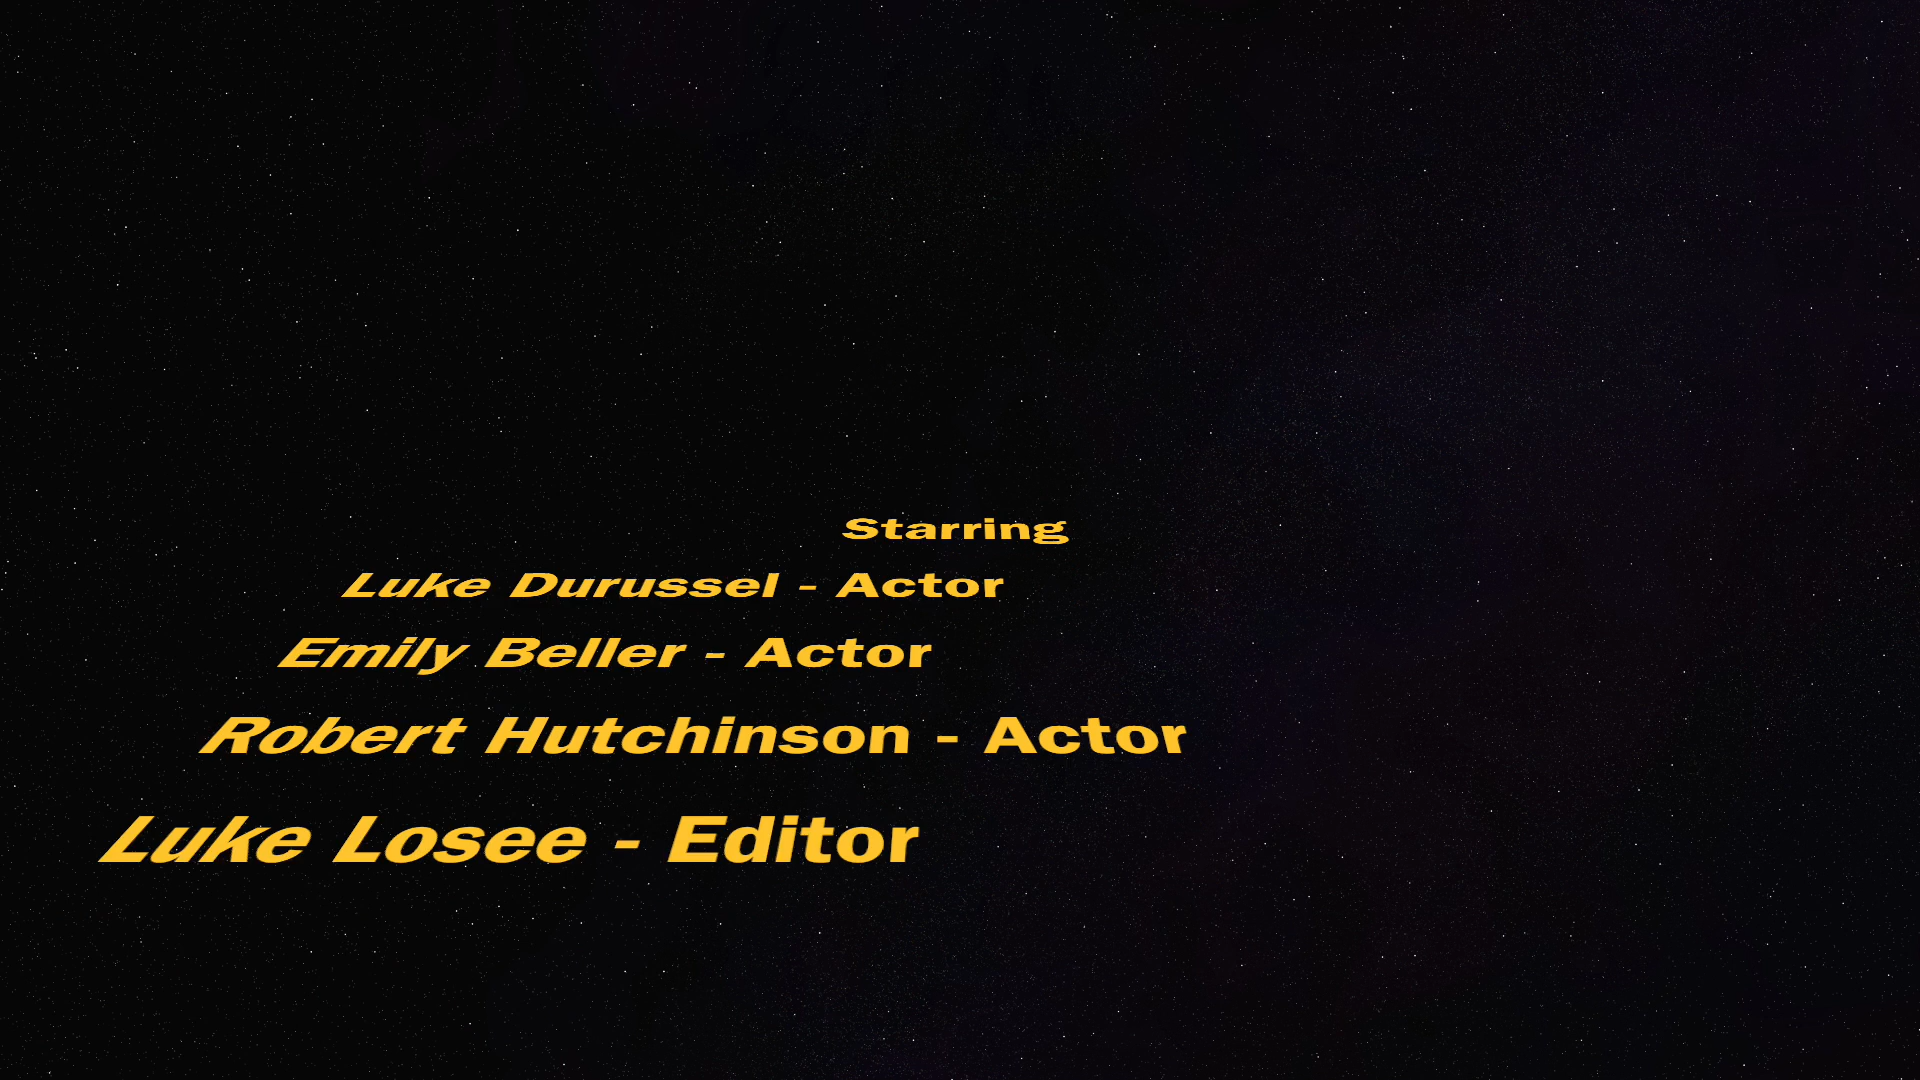 Starring
Luke Durussel - Actor
Emily Beller - Actor
Robert Hutchinson - Actor
Luke Losee - Editor